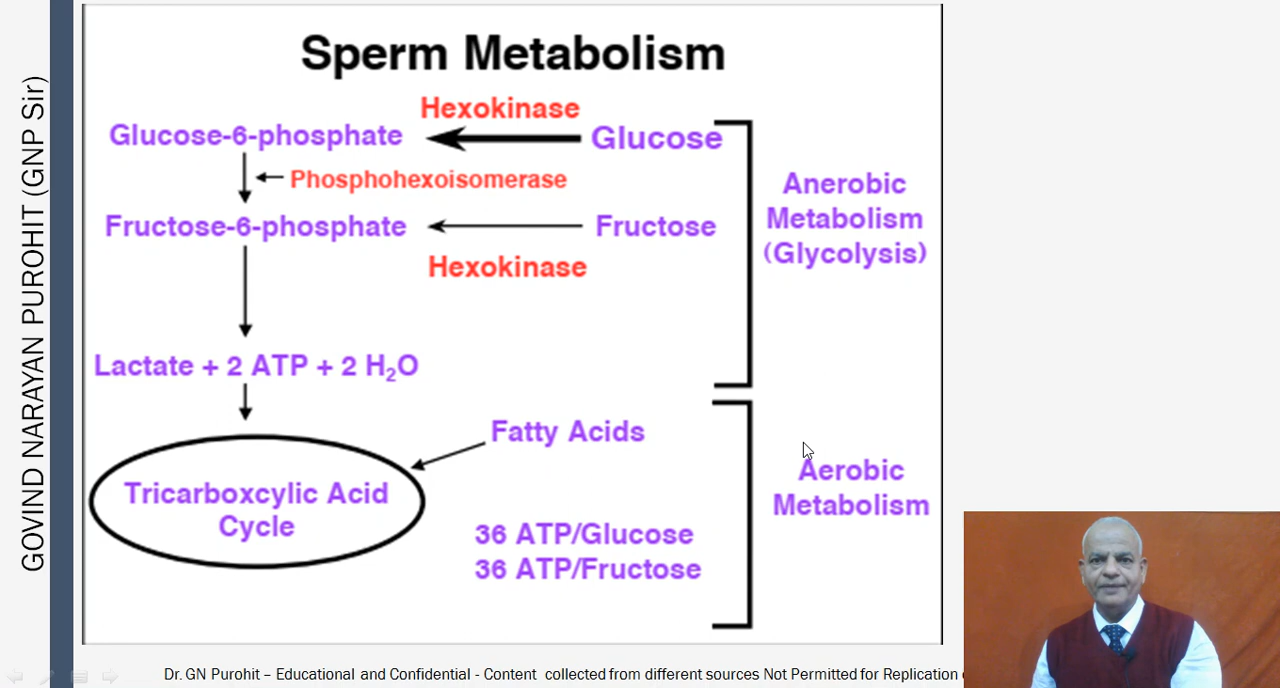 GOVIND NARAYAN PUROHIT (GNP Sir)
Sperm Metabolism
Hexokinase
Glucose-6-phosphate
Glucose
Phosphohexoisomerase
Fructose-6-phosphate
Fructose
Hexokinase
Anerobic
Metabolism
(Glycolysis)
Lactate + 2 ATP + 2 H₂O
Fatty Acids
Tricarboxcylic Acid
Cycle
36 ATP/Glucose
36 ATP/Fructose
Aerobic
Metabolism
Dr. GN Purohit – Educational and Confidential - Content collected from different sources Not Permitted for Replication